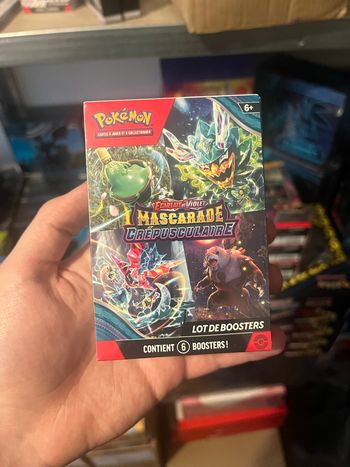 POKÉMON
CARTES À JOUER ET À COLLECTIONNER
6+
ÉCARLATE ET VIOLET
MASCARADE
CRÉPUSCULAIRE
LOT DE BOOSTERS
CONTIENT 6 BOOSTERS!